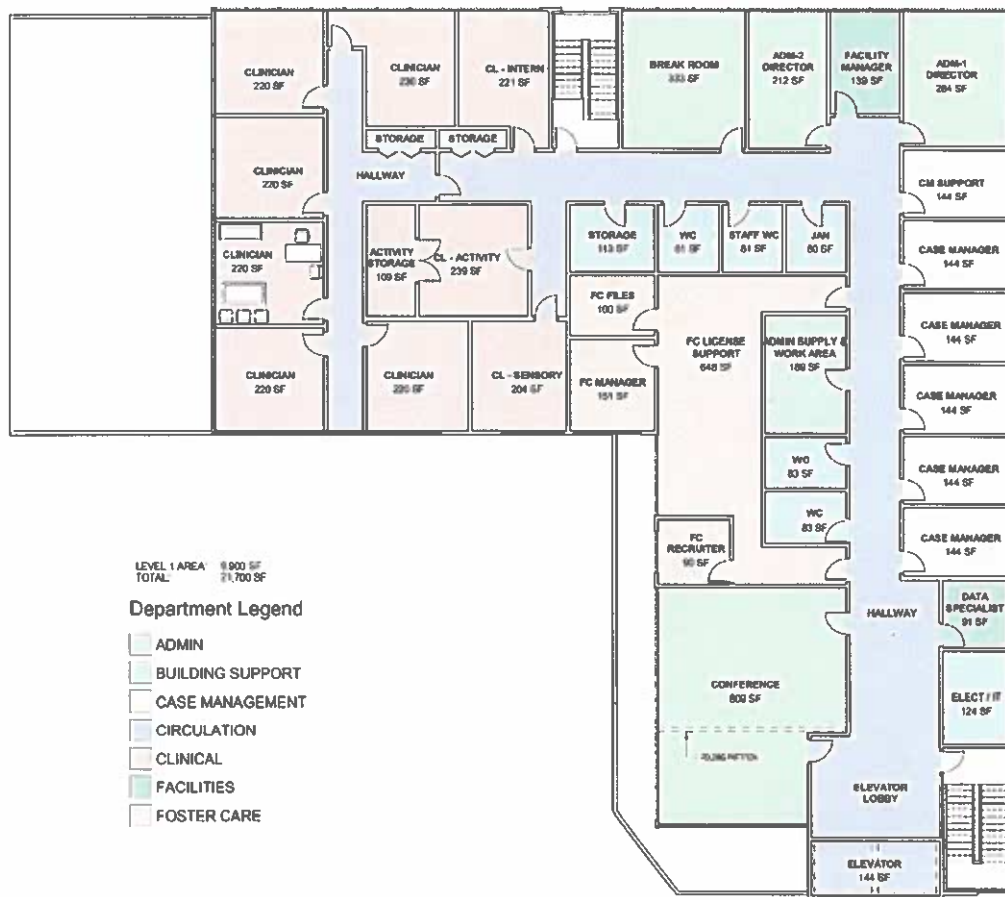 CLINICIAN
220 SF
CLINICIAN
230 SF
CL - INTERN
221 SF
BREAK ROOM
333 SF
ADM-2
DIRECTOR
212 SF
FACILITY
MANAGER
139 SF
ADM-1
DIRECTOR
284 SF
STORAGE
STORAGE
HALLWAY
CLINICIAN
220 SF
CM SUPPORT
144 SF
STORAGE
113 SF
WC
61 SF
STAFF WC
61 SF
JAN
60 SF
CLINICIAN
220 SF
ACTIVITY
STORAGE
109 SF
CL - ACTIVITY
239 SF
CASE MANAGER
144 SF
FC FILES
100 SF
FC LICENSE
SUPPORT
648 SF
ADMIN SUPPLY &
WORK AREA
CASE MANAGER
144 SF
CLINICIAN
220 SF
CLINICIAN
CL - SENSORY
204 SF
FC MANAGER
151 SF
CASE MANAGER
144 SF
WC
83 SF
CASE MANAGER
144 SF
WC
83 SF
FC
RECRUITER
90 SF
CASE MANAGER
144 SF
LEVEL 1 AREA: 9,900 SF
TOTAL: 21,700 SF
Department Legend
ADMIN
BUILDING SUPPORT
CASE MANAGEMENT
CIRCULATION
CLINICAL
FACILITIES
FOSTER CARE
HALLWAY
DATA
SPECIALIST
91 SF
CONFERENCE
809 SF
ELECT / IT
124 SF
FOLDING PARTITION
ELEVATOR
LOBBY
ELEVATOR
144 SF